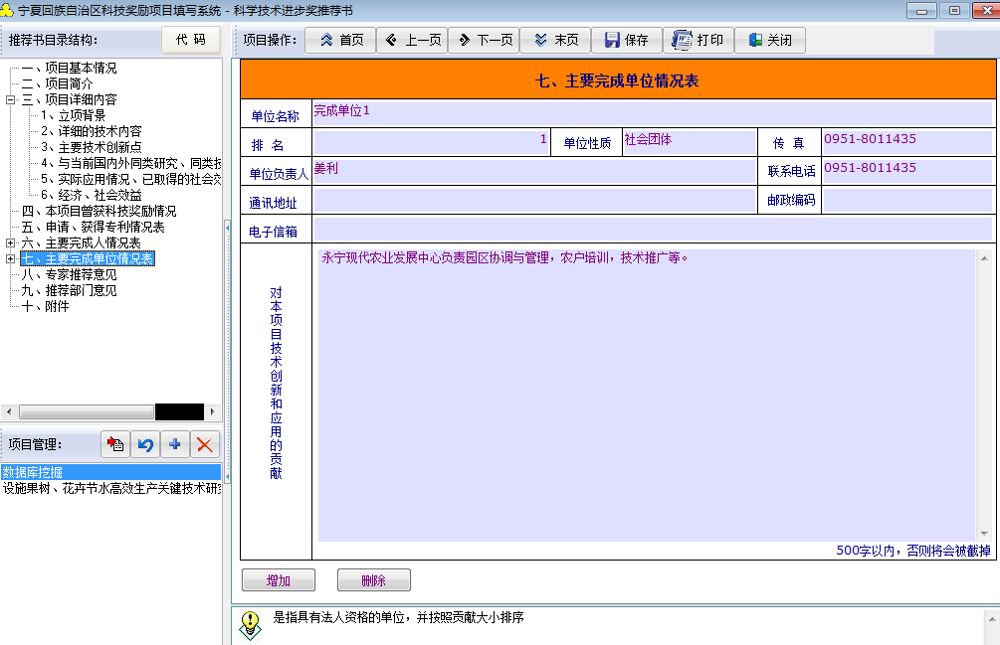 宁夏回族自治区科技奖励项目填写系统 - 科学技术进步奖推荐书
推荐书目录结构：
代 码
项目操作：
首页
上一页
下一页
末页
保存
打印
关闭
一、项目基本情况
二、项目简介
三、项目详细内容
1、立项背景
2、详细的技术内容
3、主要技术创新点
4、与当前国内外同类研究、同类技
5、实际应用情况、已取得的社会效
6、经济、社会效益
四、本项目曾获科技奖励情况
五、申请、获得专利情况表
六、主要完成人情况表
七、主要完成单位情况表
八、专家推荐意见
九、推荐部门意见
十、附件
项目管理：
数据库挖掘
设施果树、花卉节水高效生产关键技术研究
七、主要完成单位情况表
单位名称 完成单位1
排 名 1 单位性质 社会团体 传 真 0951-8011435
单位负责人 姜利 联系电话 0951-8011435
通讯地址 邮政编码
电子信箱
对本项目技术创新和应用的贡献
永宁现代农业发展中心负责园区协调与管理，农户培训，技术推广等。
500字以内，否则将会被截掉
增加
删除
是指具有法人资格的单位，并按照贡献大小排序